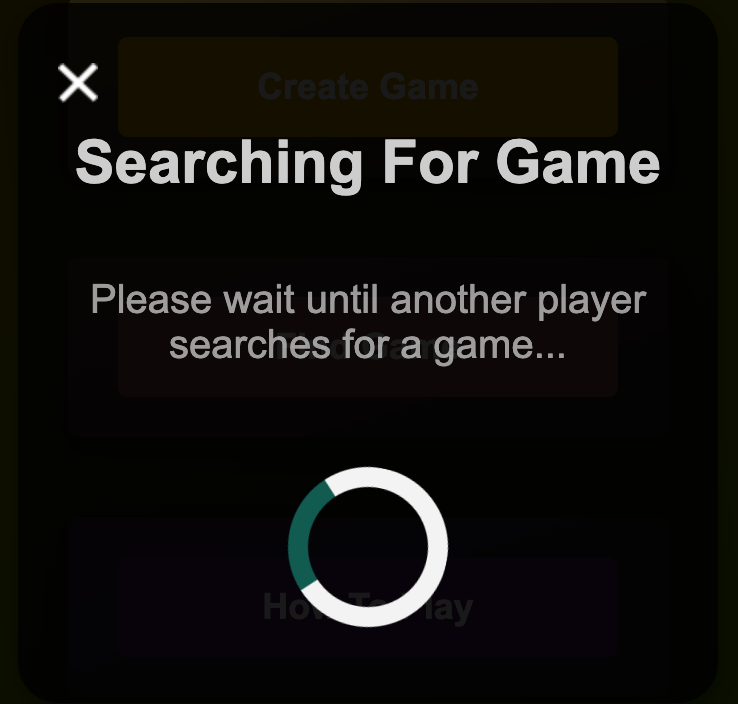 Create Game
Searching For Game
Please wait until another player
searches for a game...
How To Play